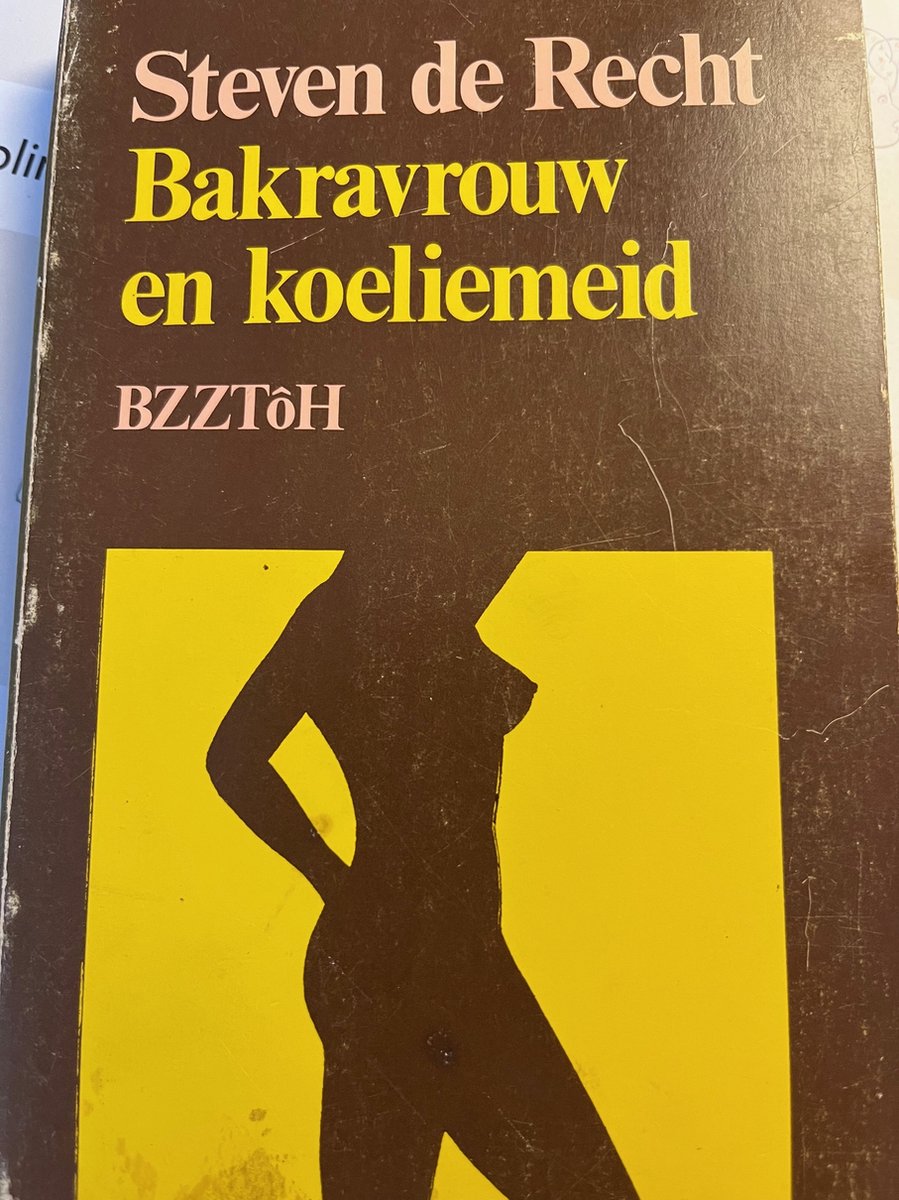 Steven de Recht
Bakravrouw
en koeliemeid
BZZTôH